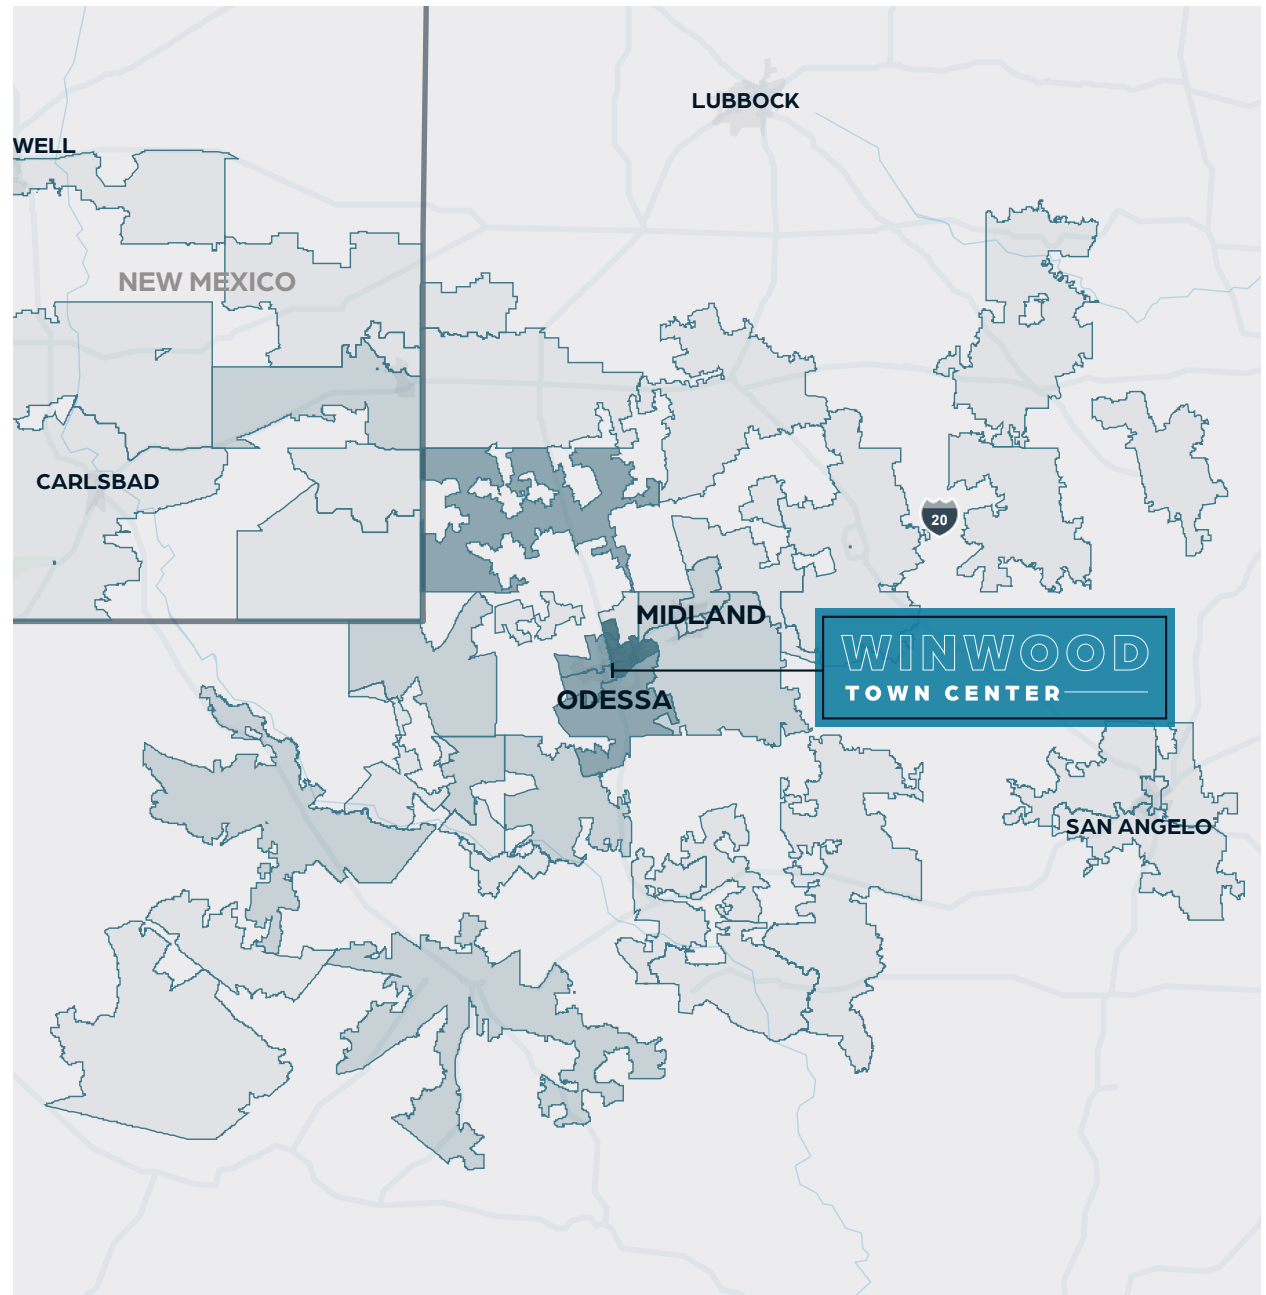 LUBBOCK
WELL
NEW MEXICO
CARLSBAD
20
MIDLAND
WINWOOD
TOWN CENTER
ODESSA
SAN ANGELO